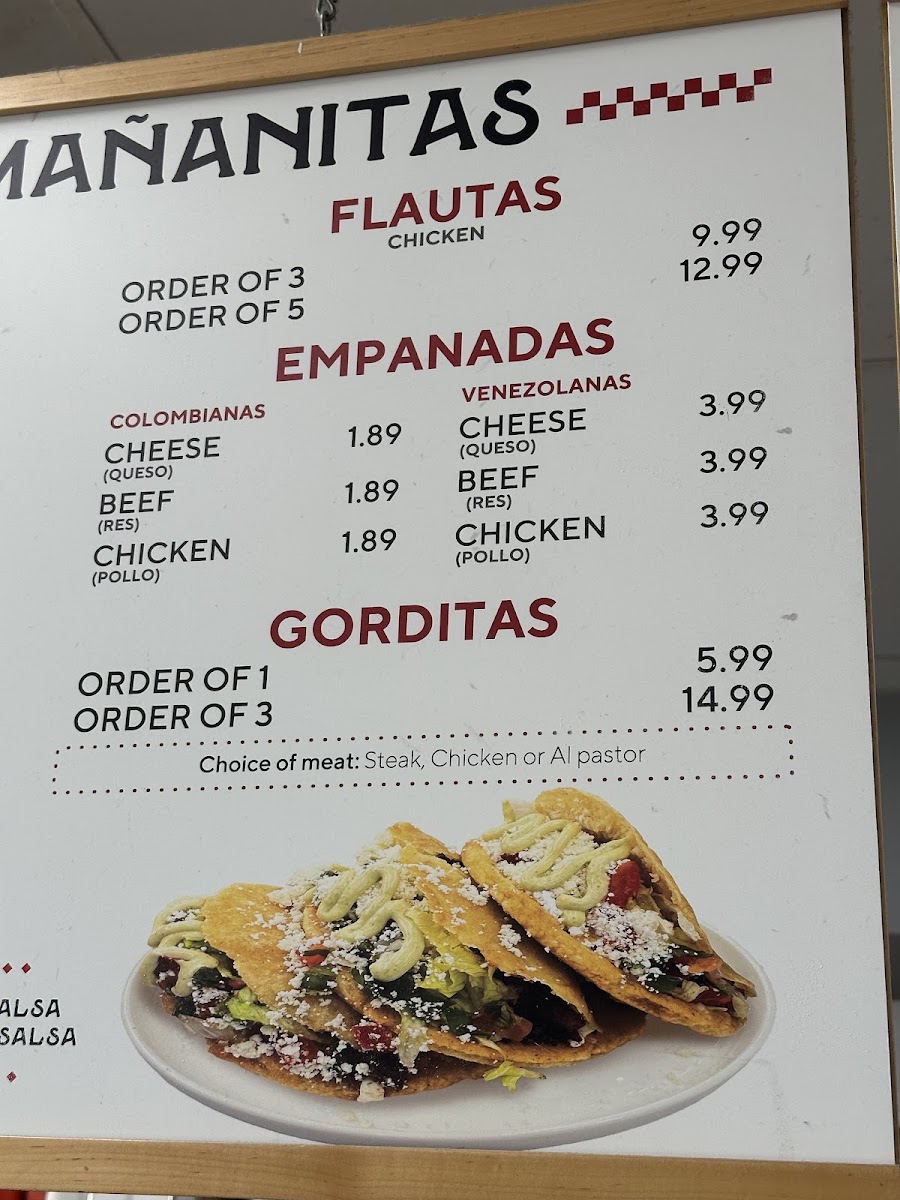 MAÑANITAS
FLAUTAS
CHICKEN
ORDER OF 3 9.99
ORDER OF 5 12.99
EMPANADAS
COLOMBIANAS
CHEESE 1.89
(QUESO)
BEEF 1.89
(RES)
CHICKEN 1.89
(POLLO)
VENEZOLANAS
CHEESE 3.99
(QUESO)
BEEF 3.99
(RES)
CHICKEN 3.99
(POLLO)
GORDITAS
ORDER OF 1 5.99
ORDER OF 3 14.99
Choice of meat: Steak, Chicken or Al pastor
ALSA
SALSA